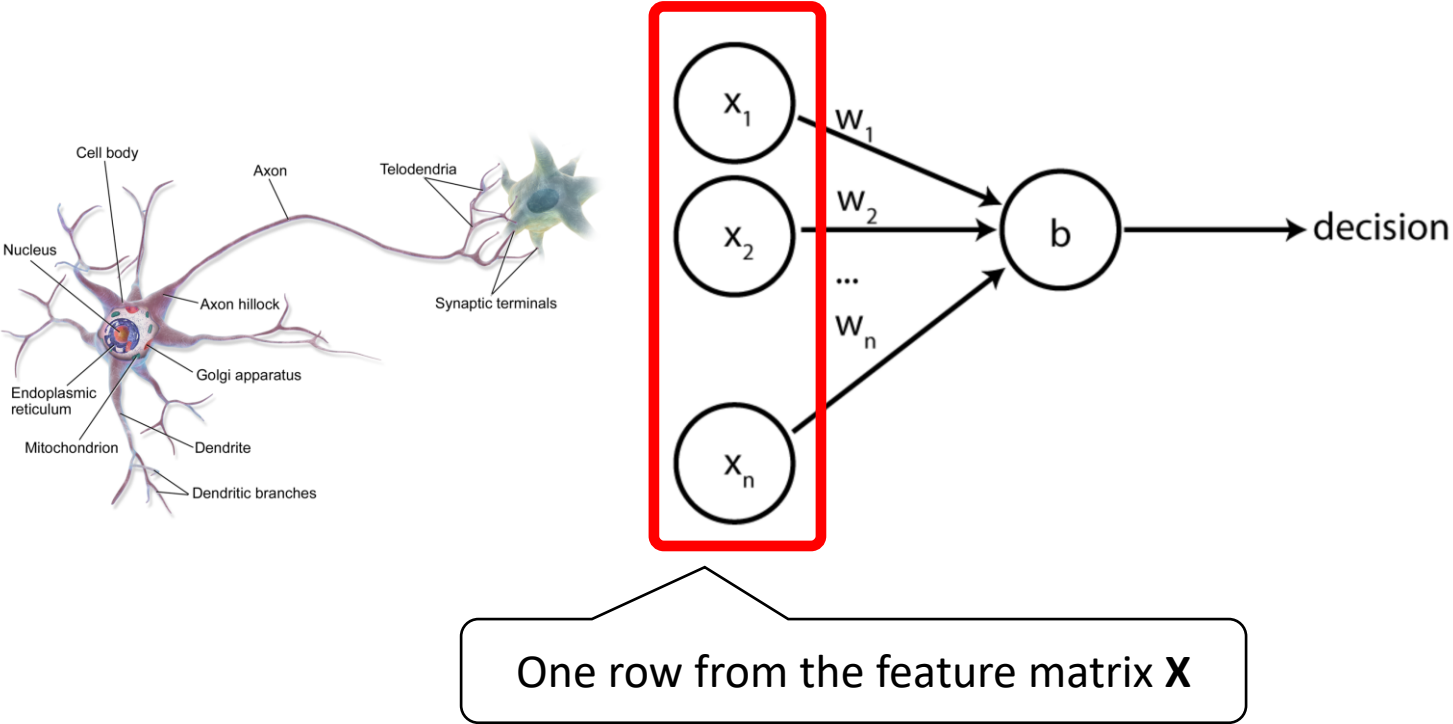 Cell body
Axon
Telodendria
Nucleus
Axon hillock
Synaptic terminals
Golgi apparatus
Endoplasmic
reticulum
Mitochondrion
Dendrite
Dendritic branches
x₁
w₁
x₂
w₂
...
wₙ
xₙ
b
decision
One row from the feature matrix X